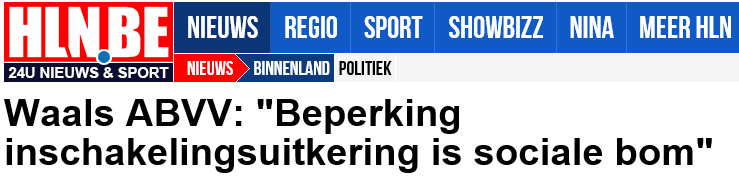 HLN.BE
24U NIEUWS & SPORT
NIEUWS REGIO SPORT SHOWBIZZ NINA MEER HLN
NIEUWS BINNENLAND POLITIEK
Waals ABVV: "Beperking
inschakelingsuitkering is sociale bom"